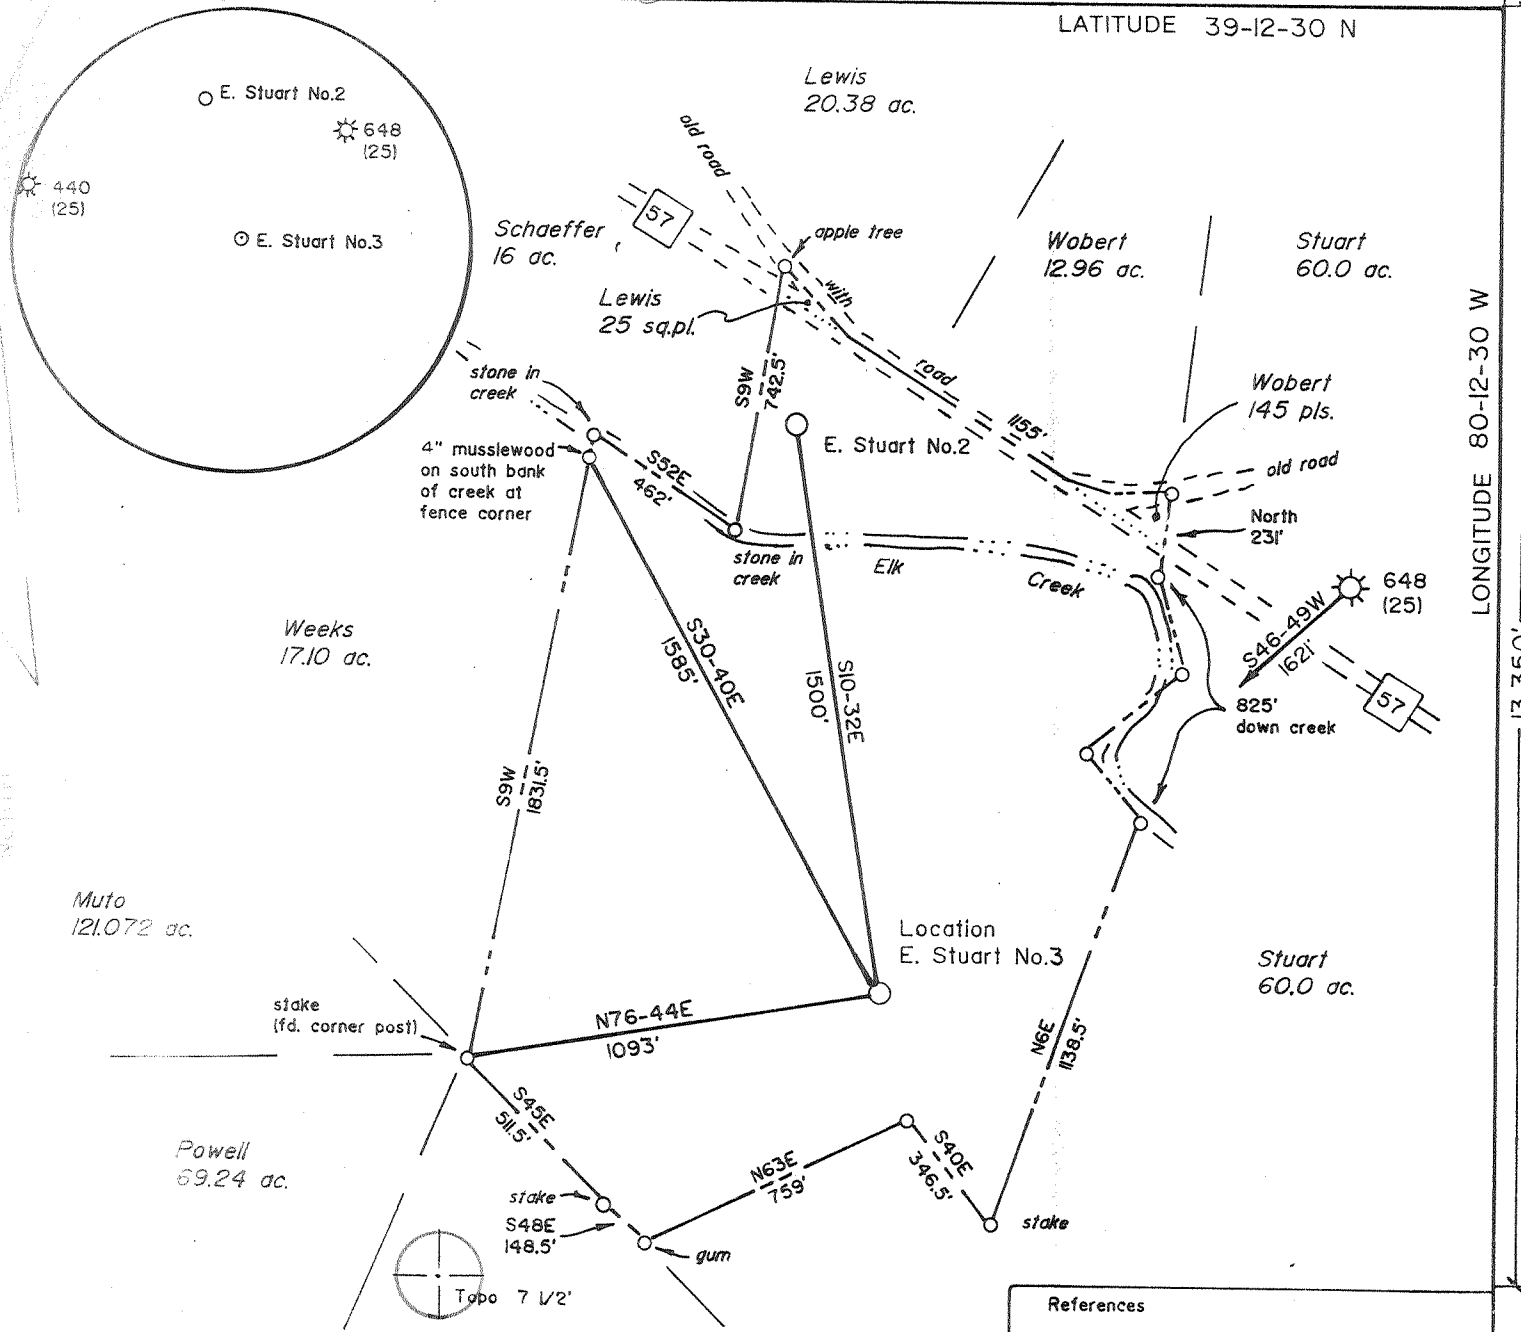 LATITUDE 39-12-30 N
LONGITUDE 80-12-30 W
E. Stuart No.2
648
(25)
440
(25)
E. Stuart No.3
Lewis
20.38 ac.
old road
57
Schaeffer
16 ac.
apple tree
with
Lewis
25 sq.pl.
Wobert
12.96 ac.
Stuart
60.0 ac.
road
1155'
Wobert
145 pls.
old road
stone in
creek
S9W
742.5'
E. Stuart No.2
4" musslewood
on south bank
of creek at
fence corner
S52E
462'
stone in
creek
Elk
Creek
North
231'
648
(25)
S46-49W
1621'
57
825'
down creek
Weeks
17.10 ac.
S30-40E
1585'
S10-32E
1500'
S9W
1831.5'
Muto
121.072 ac.
Location
E. Stuart No.3
Stuart
60.0 ac.
stake
(fd. corner post)
N76-44E
1093'
N6E
1138.5'
S45E
511.5'
Powell
69.24 ac.
stake
S48E
148.5'
gum
N63E
759'
S40E
346.5'
stake
Topo 7 1/2'
References